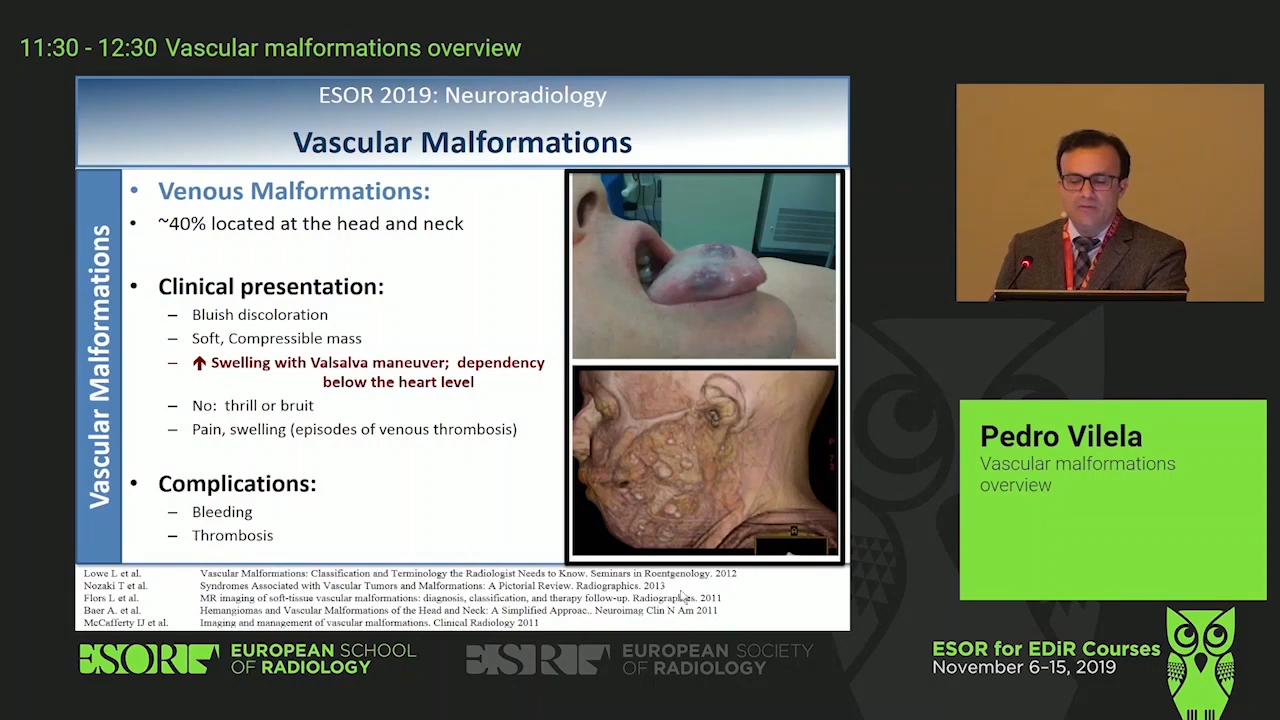 11:30 - 12:30 Vascular malformations overview
ESOR 2019: Neuroradiology
Vascular Malformations
Vascular Malformations
• Venous Malformations:
• ~40% located at the head and neck
• Clinical presentation:
– Bluish discoloration
– Soft, Compressible mass
– ↑ Swelling with Valsalva maneuver; dependency
below the heart level
– No: thrill or bruit
– Pain, swelling (episodes of venous thrombosis)
• Complications:
– Bleeding
– Thrombosis
Lowe L et al. Vascular Malformations: Classification and Terminology the Radiologist Needs to Know. Seminars in Roentgenology. 2012
Nozaki T et al. Syndromes Associated with Vascular Tumors and Malformations: A Pictorial Review. Radiographics. 2013
Flors L et al. MR imaging of soft-tissue vascular malformations: diagnosis, classification, and therapy follow-up. Radiographics. 2011
Baer A. et al. Hemangiomas and Vascular Malformations of the Head and Neck: A Simplified Approac.. Neuroimag Clin N Am 2011
McCafferty IJ et al. Imaging and management of vascular malformations. Clinical Radiology 2011
Pedro Vilela
Vascular malformations
overview
ESOR EUROPEAN SCHOOL
OF RADIOLOGY
ESR EUROPEAN SOCIETY
OF RADIOLOGY
ESOR for EDiR Courses
November 6–15, 2019